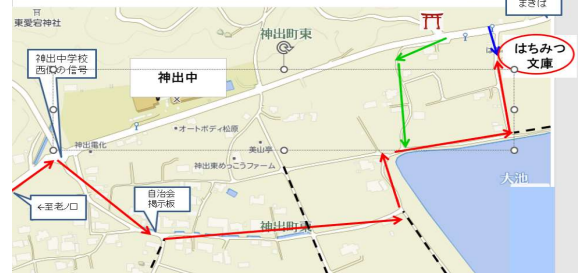 まきば
東愛宕神社
神出町東
神出中学校
西側の信号
神出中
はちみつ
文庫
・オートボディ松原
神出電化
美山亭
神出東めっこうファーム
大池
自治会
掲示板
←至老ノ口
神出町東